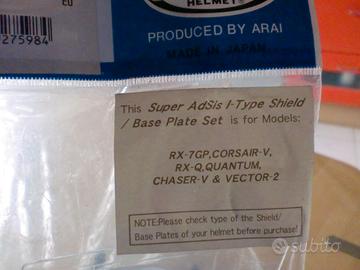 HELMET
PRODUCED BY ARAI
MADE IN JAPAN
275984
EU
This Super AdSis I-Type Shield
/ Base Plate Set is for Models:
RX-7GP,CORSAIR-V,
RX-Q,QUANTUM,
CHASER-V & VECTOR-2
NOTE:Please check type of the Shield/
Base Plates of your helmet before purchase!
subito